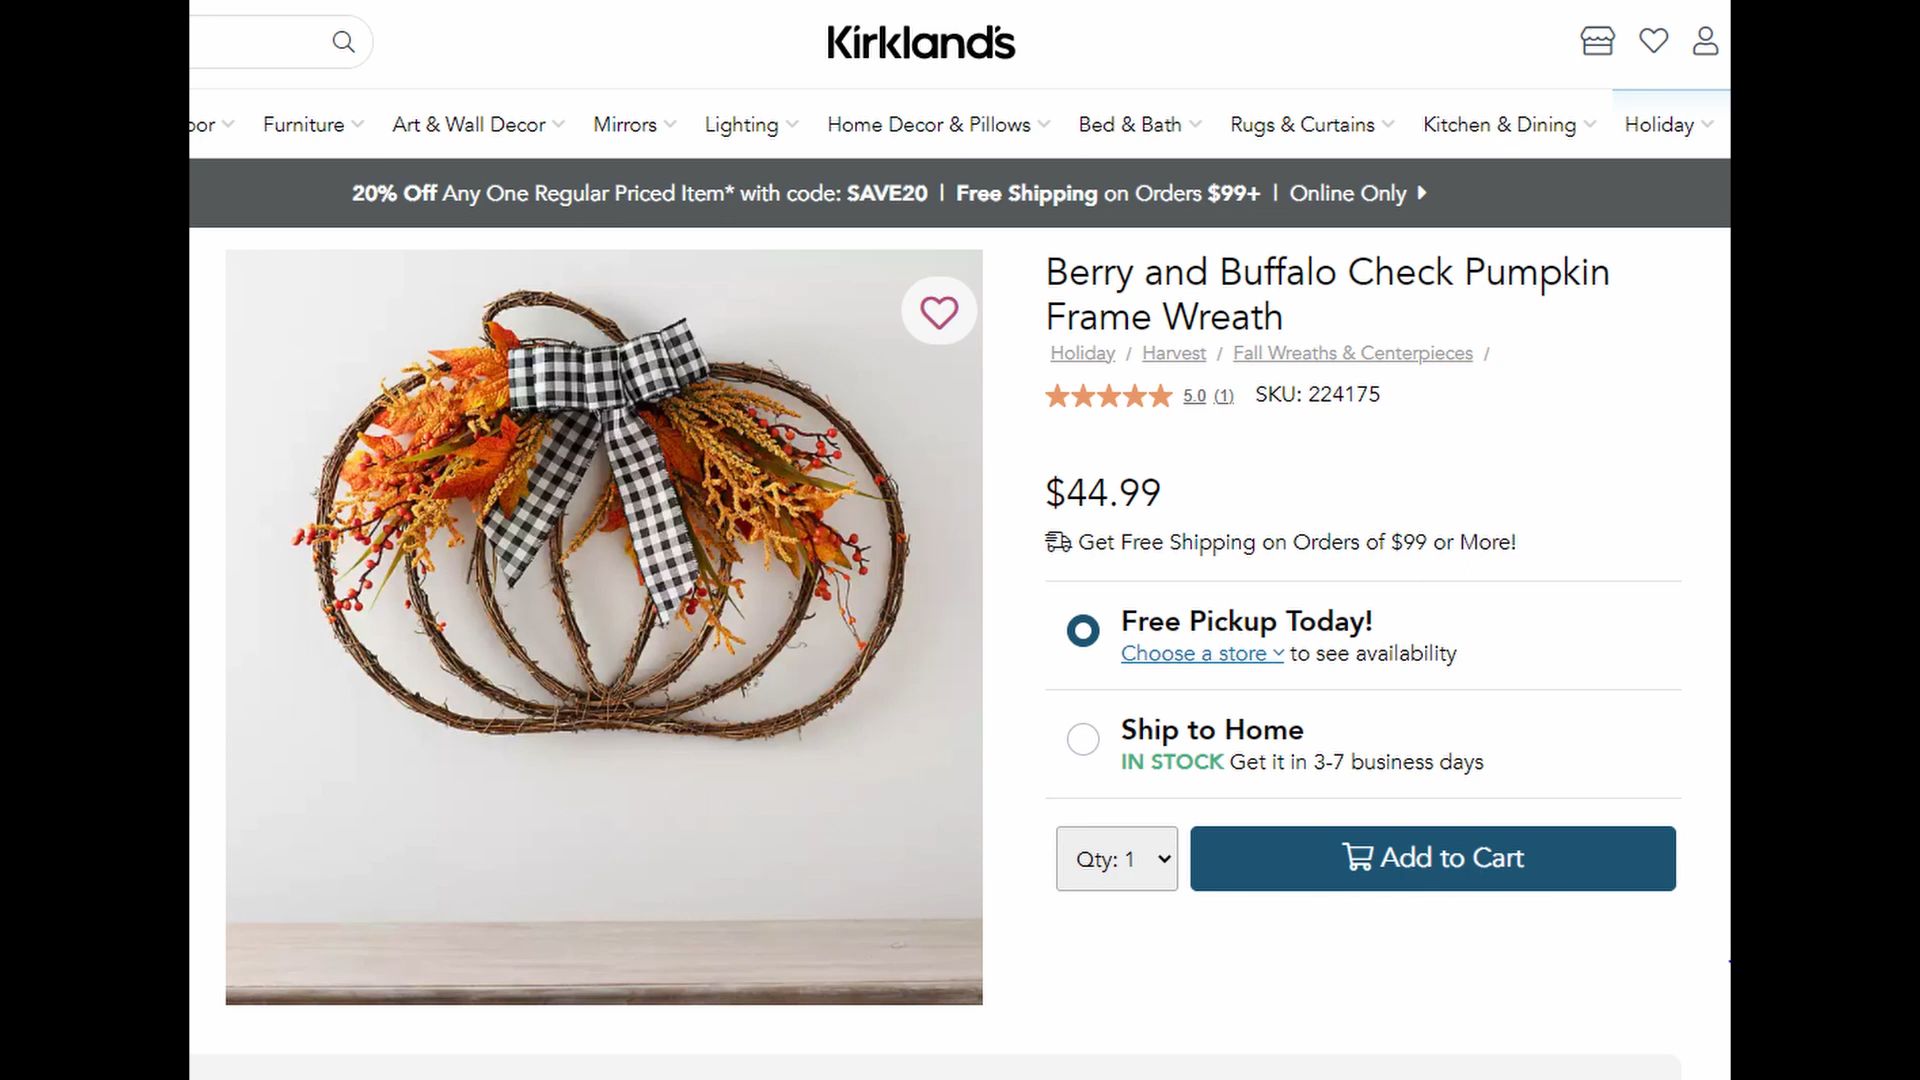 Kirkland's
oor Furniture Art & Wall Decor Mirrors Lighting Home Decor & Pillows Bed & Bath Rugs & Curtains Kitchen & Dining Holiday
20% Off Any One Regular Priced Item* with code: SAVE20 | Free Shipping on Orders $99+ | Online Only
Berry and Buffalo Check Pumpkin
Frame Wreath
Holiday / Harvest / Fall Wreaths & Centerpieces /
5.0 (1) SKU: 224175
$44.99
Get Free Shipping on Orders of $99 or More!
Free Pickup Today!
Choose a store to see availability
Ship to Home
IN STOCK Get it in 3-7 business days
Qty: 1 Add to Cart